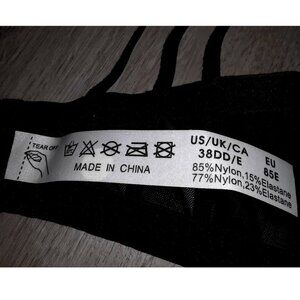 TEAR OFF
MADE IN CHINA
US/UK/CA EU
38DD/E 85E
85%Nylon,15%Elastane
77%Nylon,23%Elastane